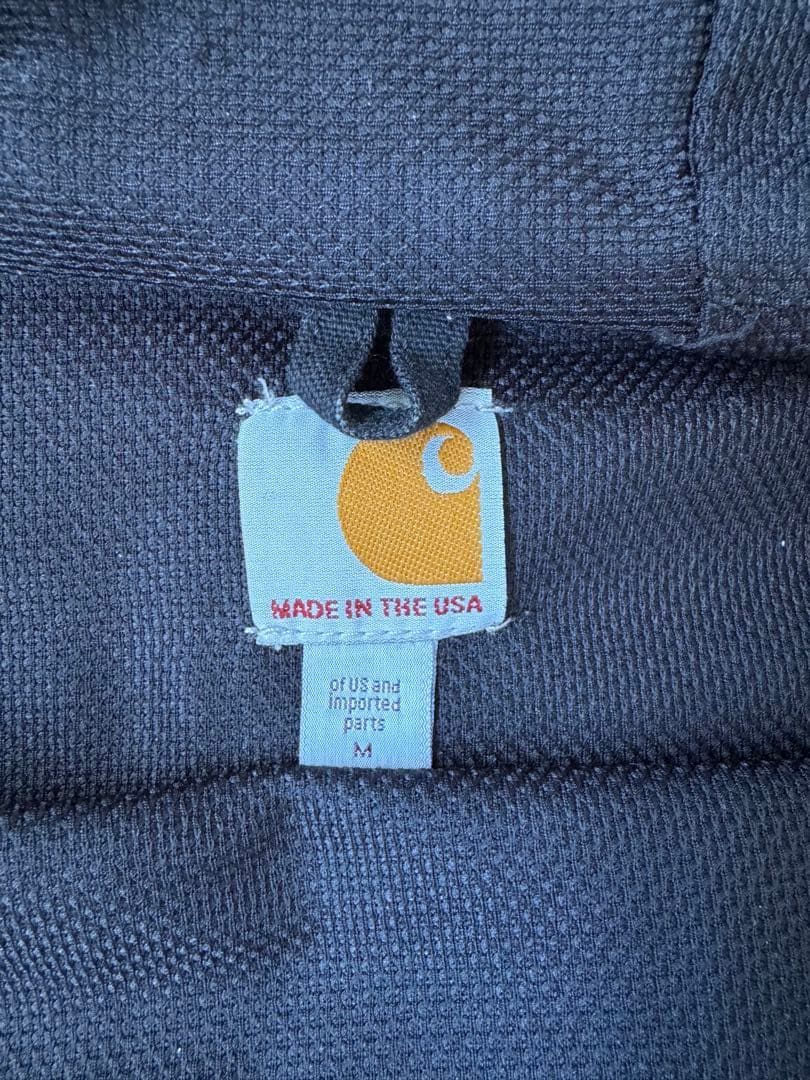 MADE IN THE USA
of US and
imported
parts
M